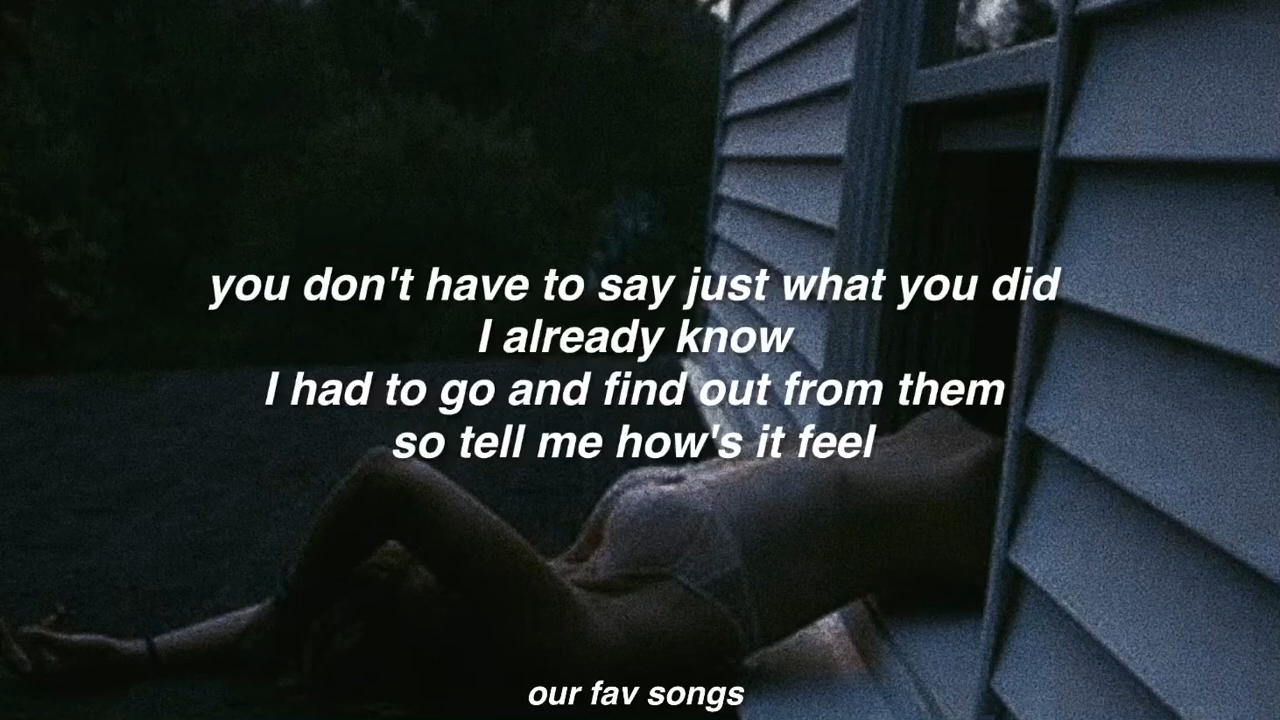 you don't have to say just what you did
I already know
I had to go and find out from them
so tell me how's it feel
our fav songs